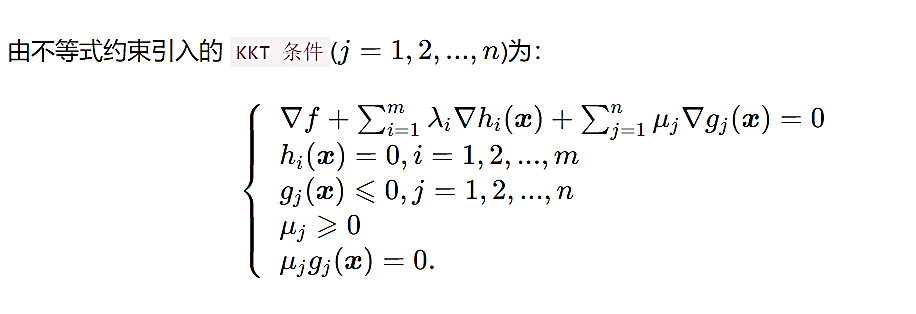 由不等式约束引入的 KKT 条件(j = 1, 2, ..., n)为:
∇f + ∑_{i=1}^{m} λ_i∇h_i(x) + ∑_{j=1}^{n} μ_j∇g_j(x) = 0
h_i(x) = 0, i = 1, 2, ..., m
g_j(x) ⩽ 0, j = 1, 2, ..., n
μ_j ⩾ 0
μ_j g_j(x) = 0.